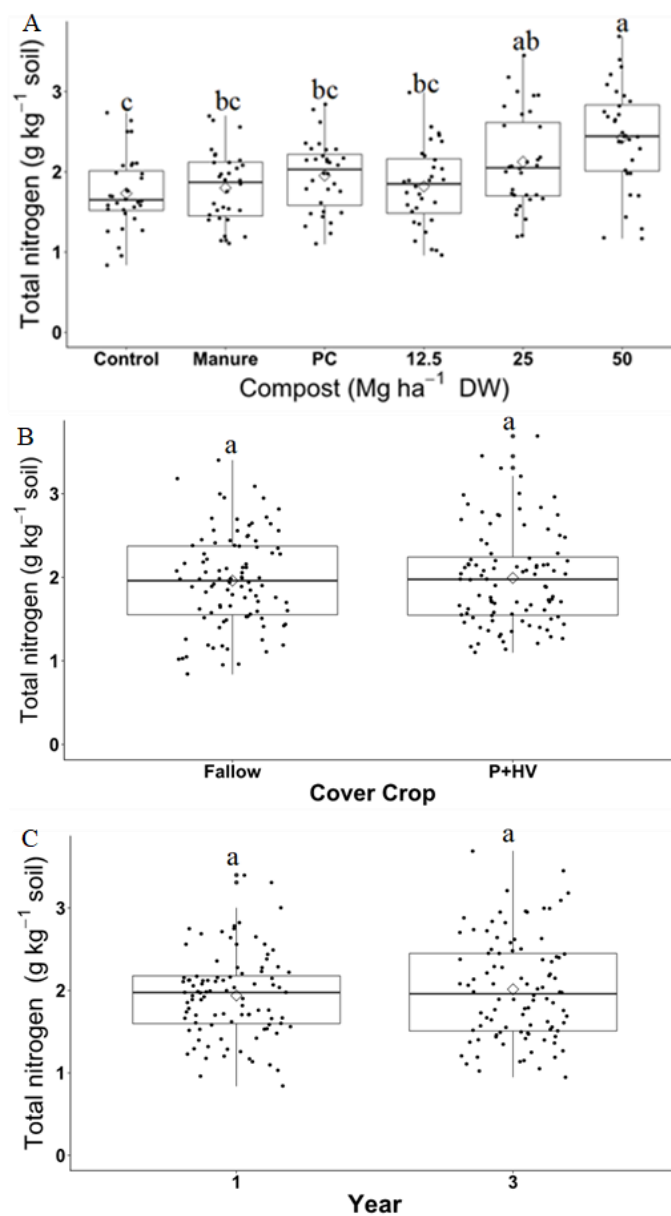 A
Total nitrogen (g kg⁻¹ soil)
3
2
1
0
c bc bc bc ab a
Control Manure PC 12.5 25 50
Compost (Mg ha⁻¹ DW)
B
Total nitrogen (g kg⁻¹ soil)
3
2
1
0
a a
Fallow P+HV
Cover Crop
C
Total nitrogen (g kg⁻¹ soil)
3
2
1
0
a a
1 3
Year